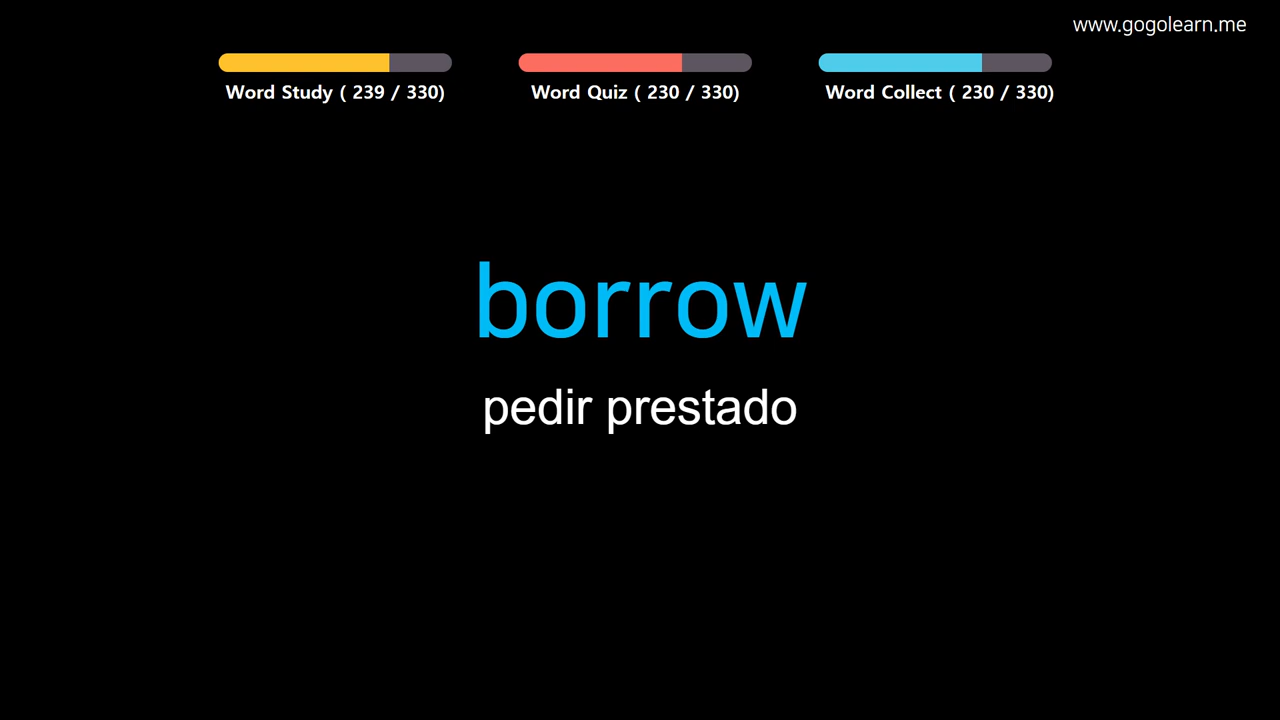 www.gogolearn.me
Word Study ( 239 / 330)
Word Quiz ( 230 / 330)
Word Collect ( 230 / 330)
borrow
pedir prestado